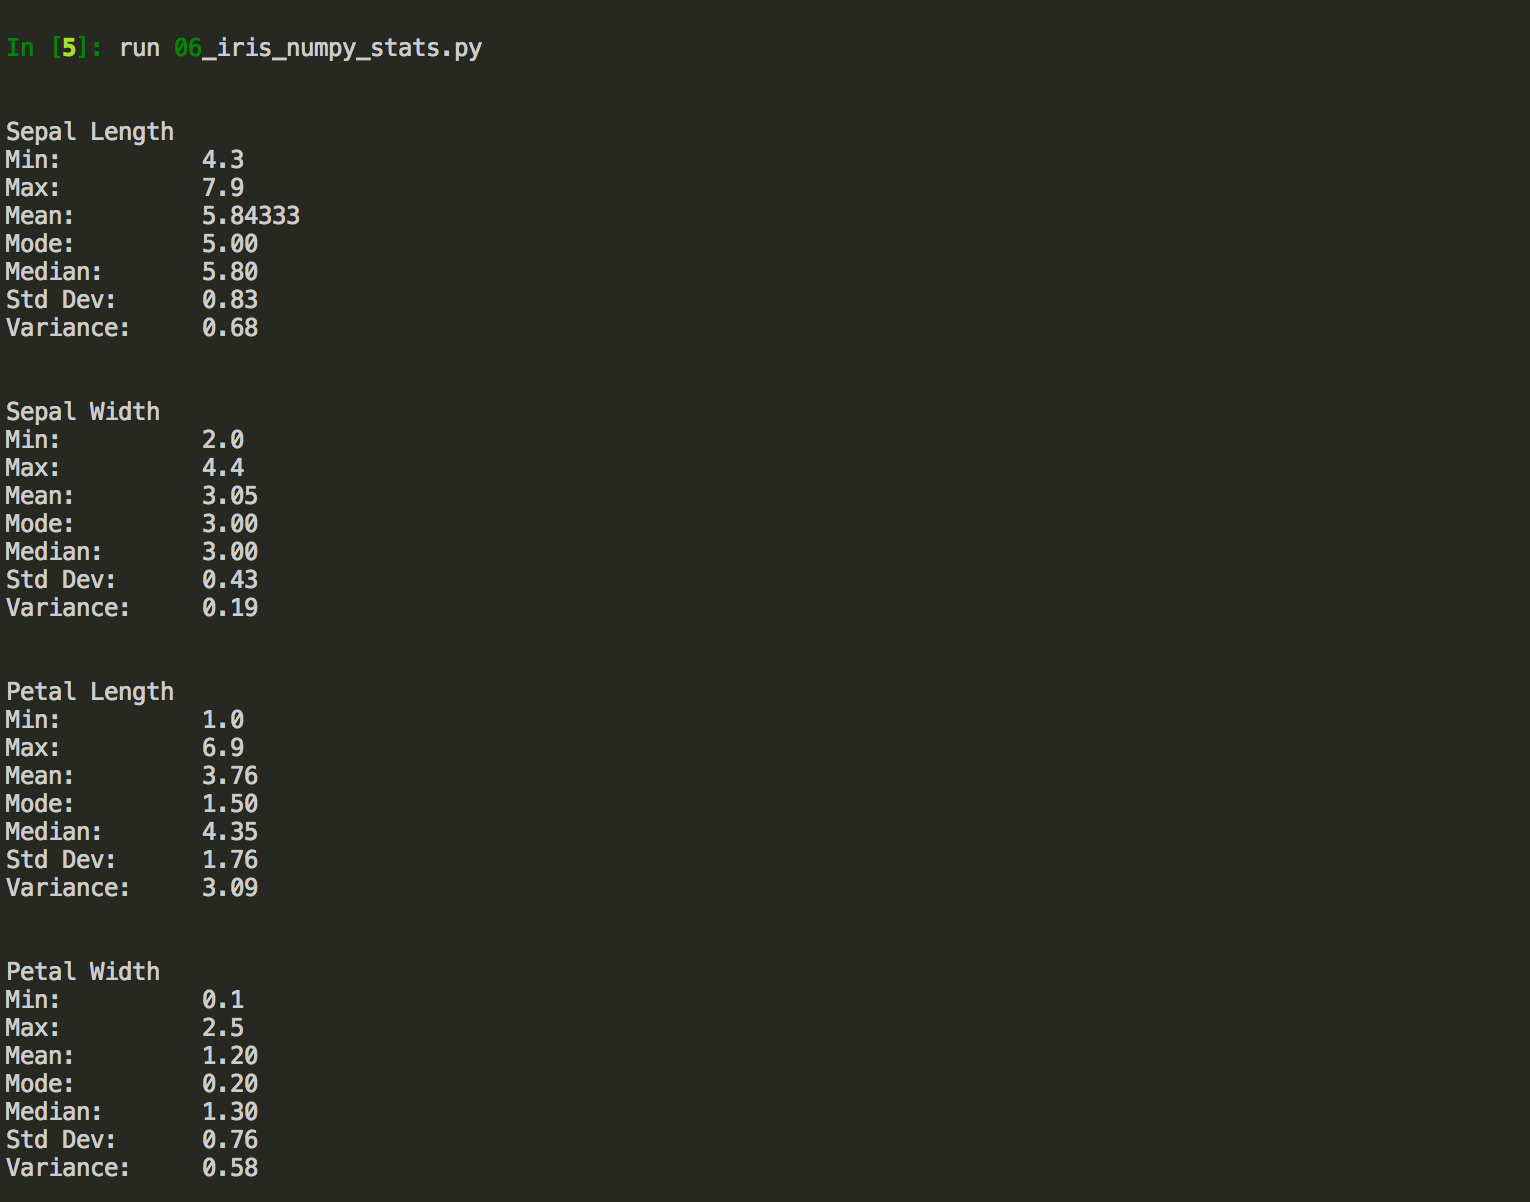 In [5]: run 06_iris_numpy_stats.py
Sepal Length
Min: 4.3
Max: 7.9
Mean: 5.84333
Mode: 5.00
Median: 5.80
Std Dev: 0.83
Variance: 0.68
Sepal Width
Min: 2.0
Max: 4.4
Mean: 3.05
Mode: 3.00
Median: 3.00
Std Dev: 0.43
Variance: 0.19
Petal Length
Min: 1.0
Max: 6.9
Mean: 3.76
Mode: 1.50
Median: 4.35
Std Dev: 1.76
Variance: 3.09
Petal Width
Min: 0.1
Max: 2.5
Mean: 1.20
Mode: 0.20
Median: 1.30
Std Dev: 0.76
Variance: 0.58